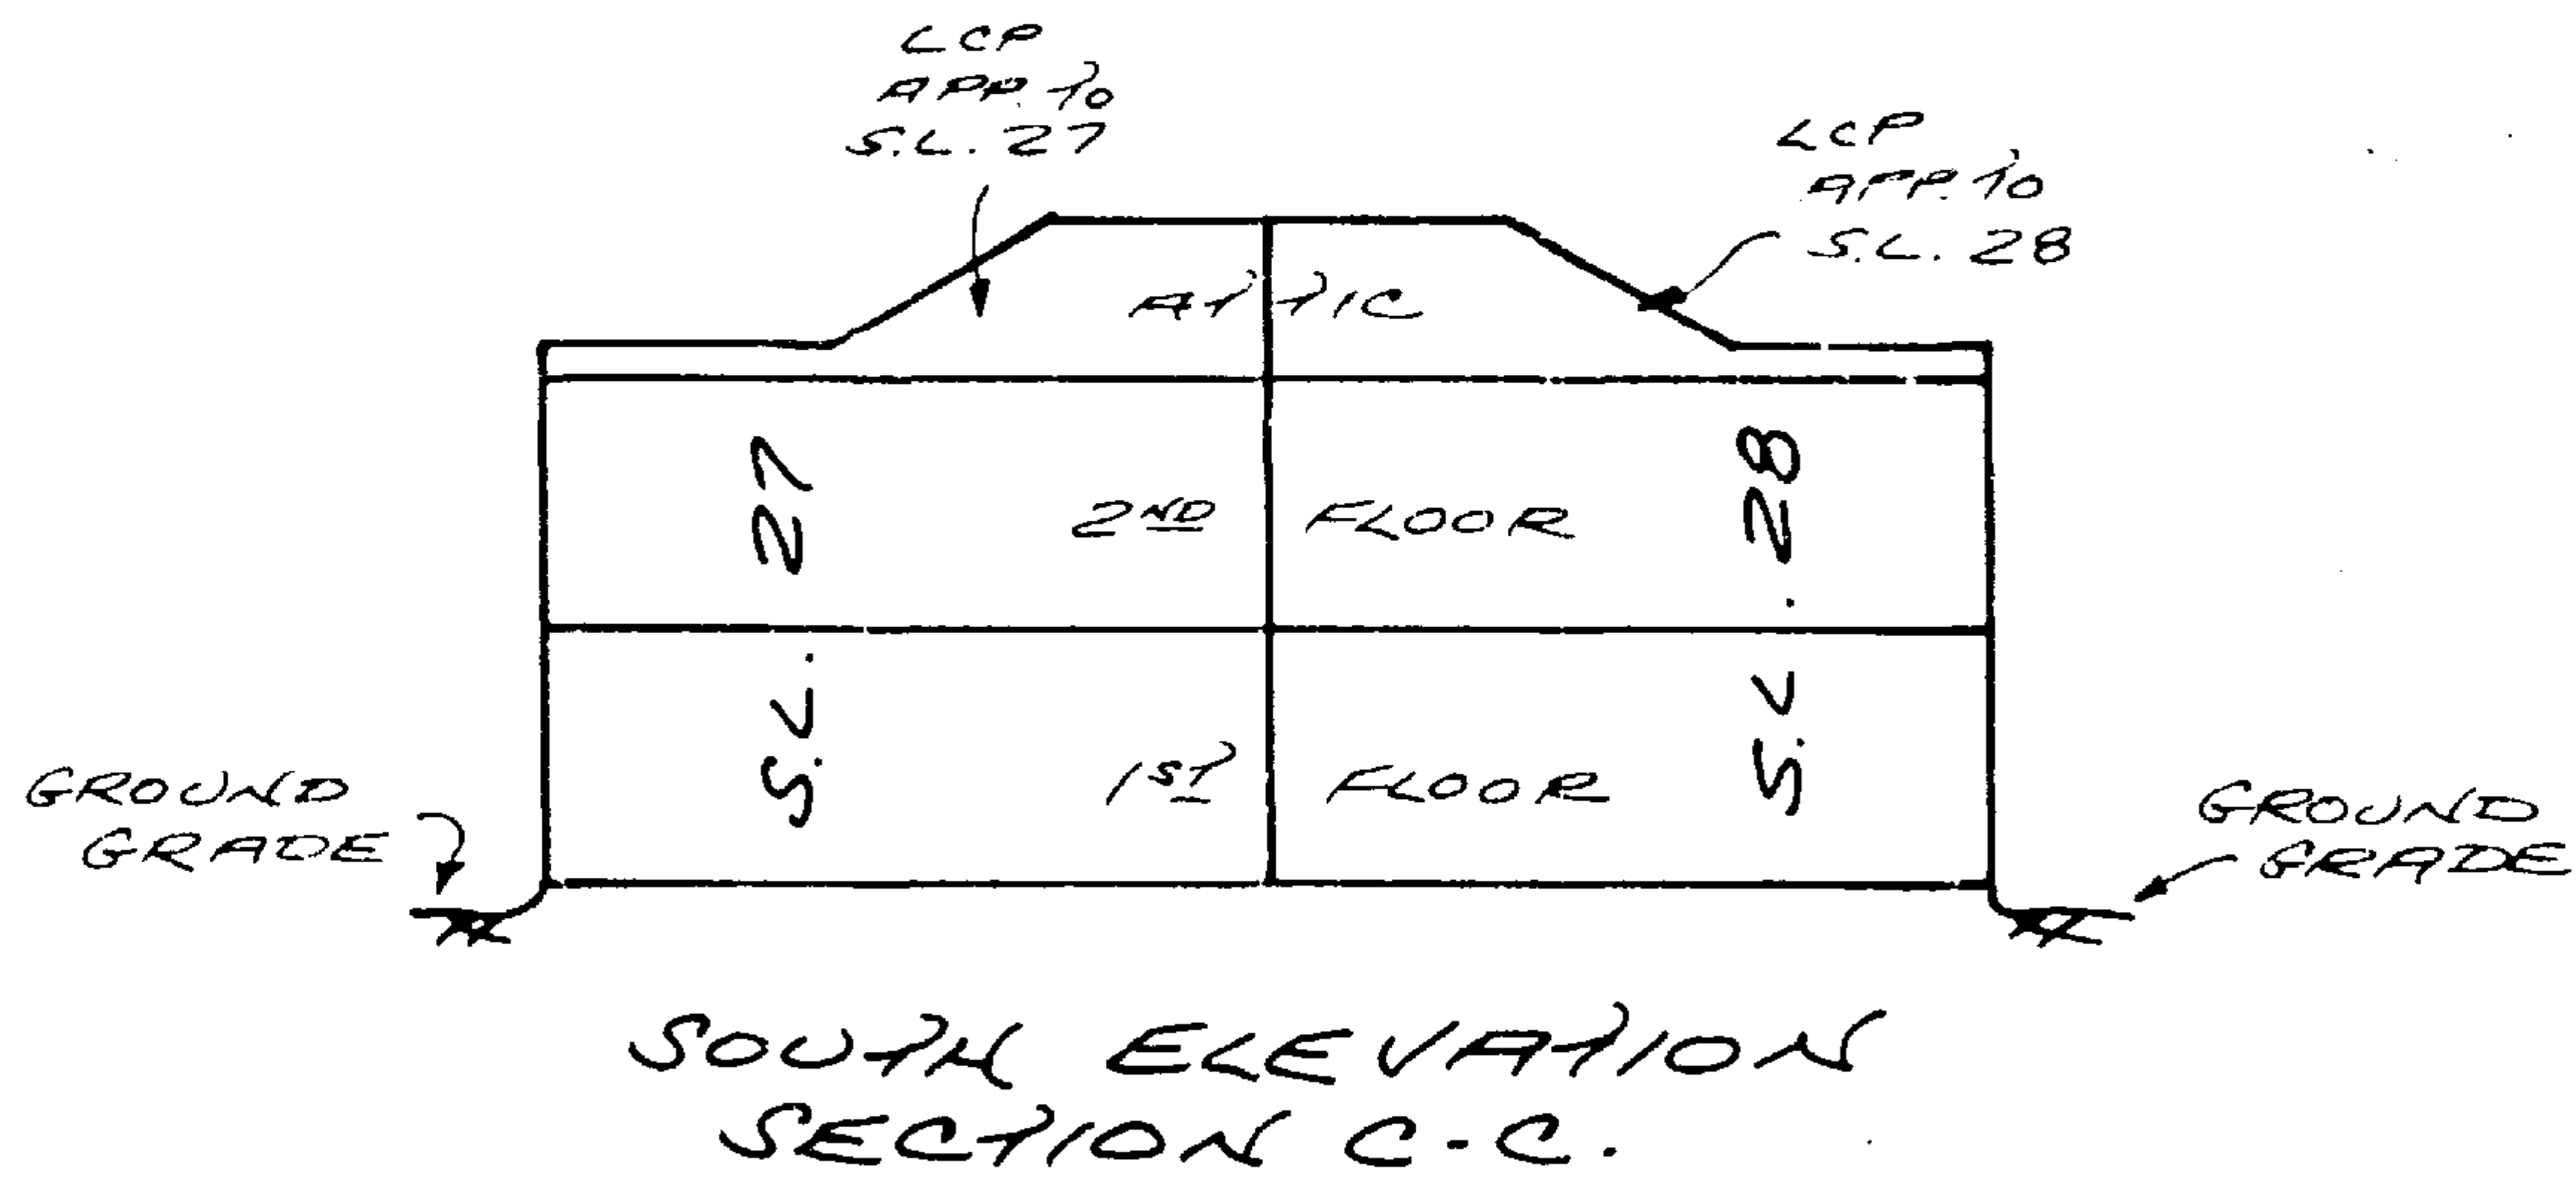 LCP
APP. TO
S.L. 27
LCP
APP. TO
S.L. 28
ATTIC
S.L. 27
2ND FLOOR
S.L. 28
1ST FLOOR
GROUND
GRADE
GROUND
GRADE
SOUTH ELEVATION
SECTION C-C.